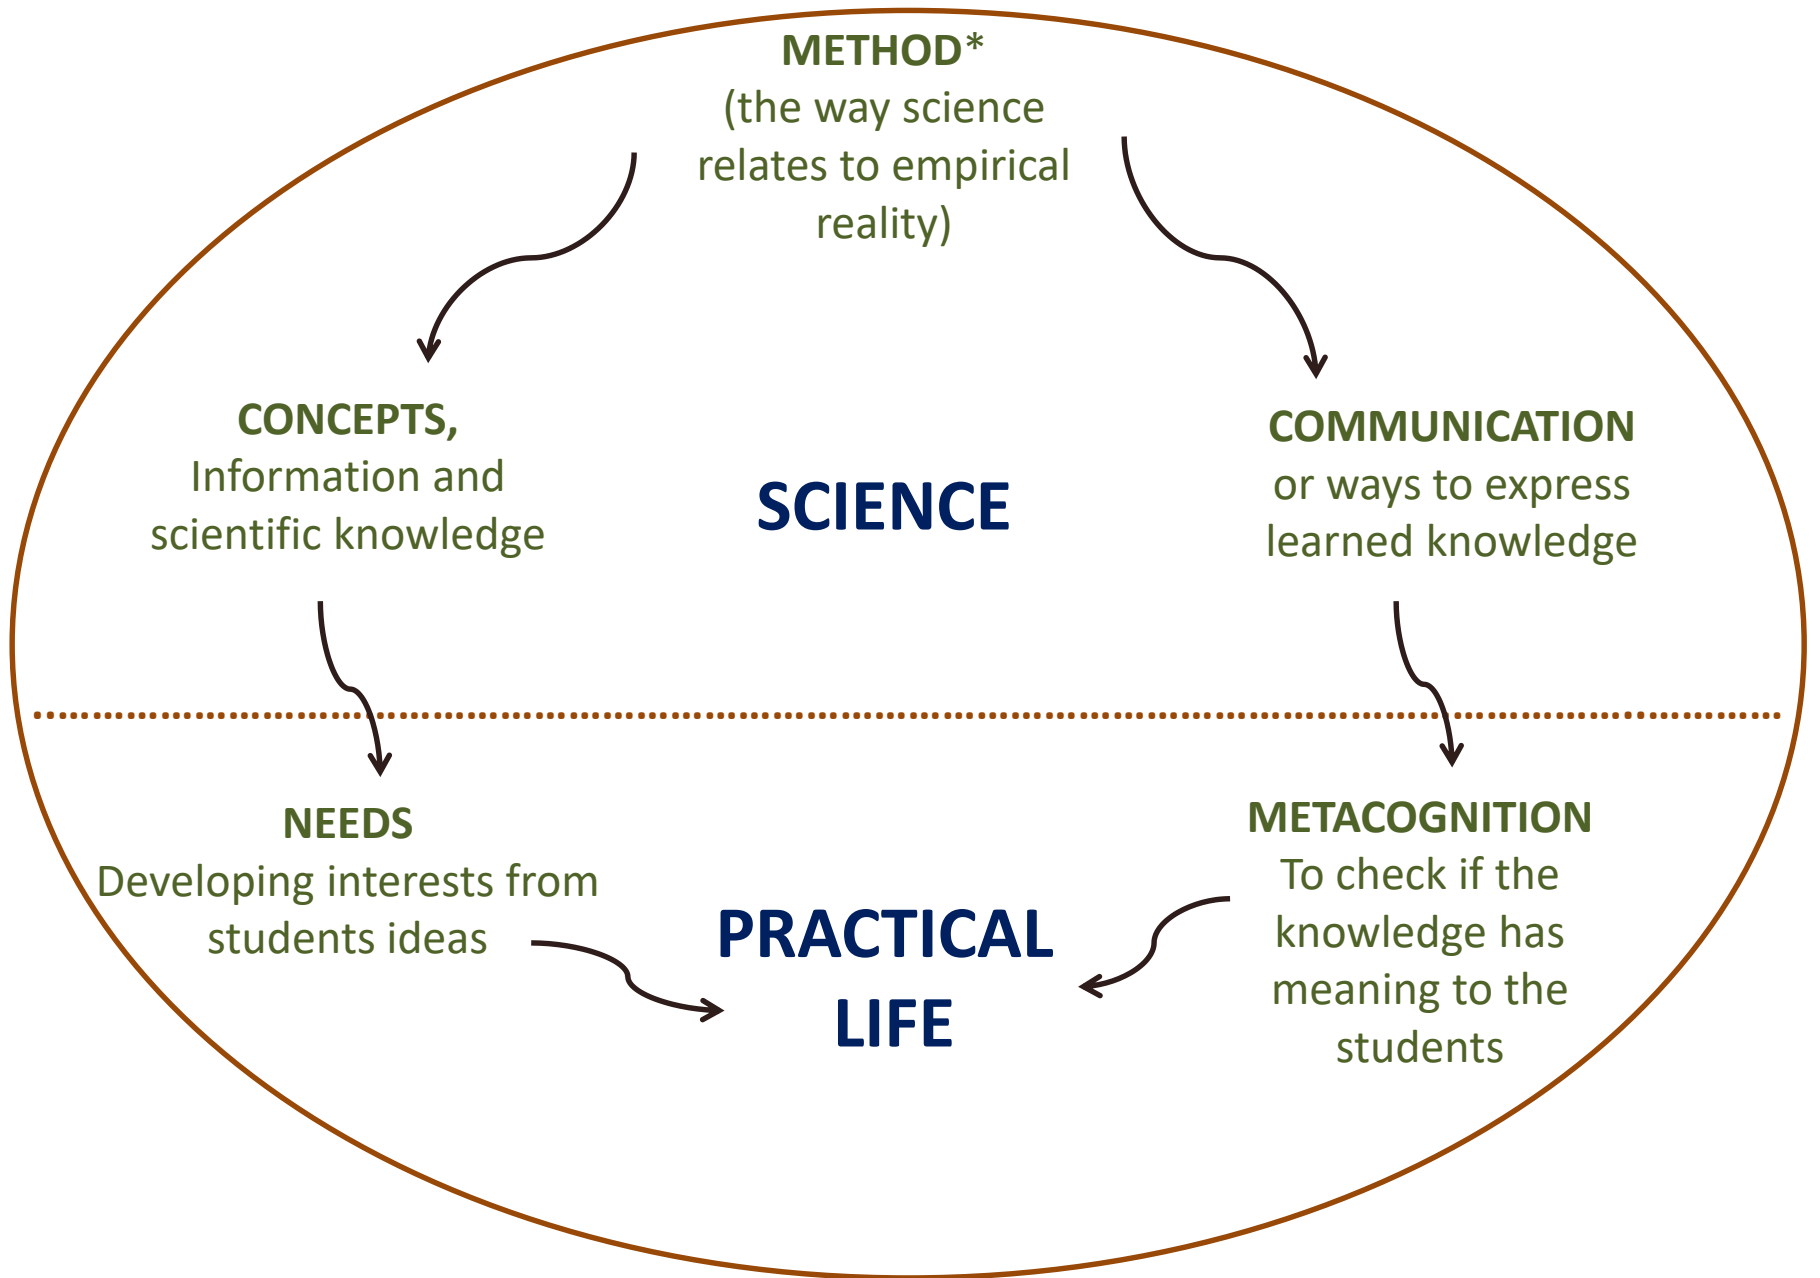 METHOD*
(the way science
relates to empirical
reality)
CONCEPTS,
Information and
scientific knowledge
SCIENCE
COMMUNICATION
or ways to express
learned knowledge
NEEDS
Developing interests from
students ideas
PRACTICAL
LIFE
METACOGNITION
To check if the
knowledge has
meaning to the
students